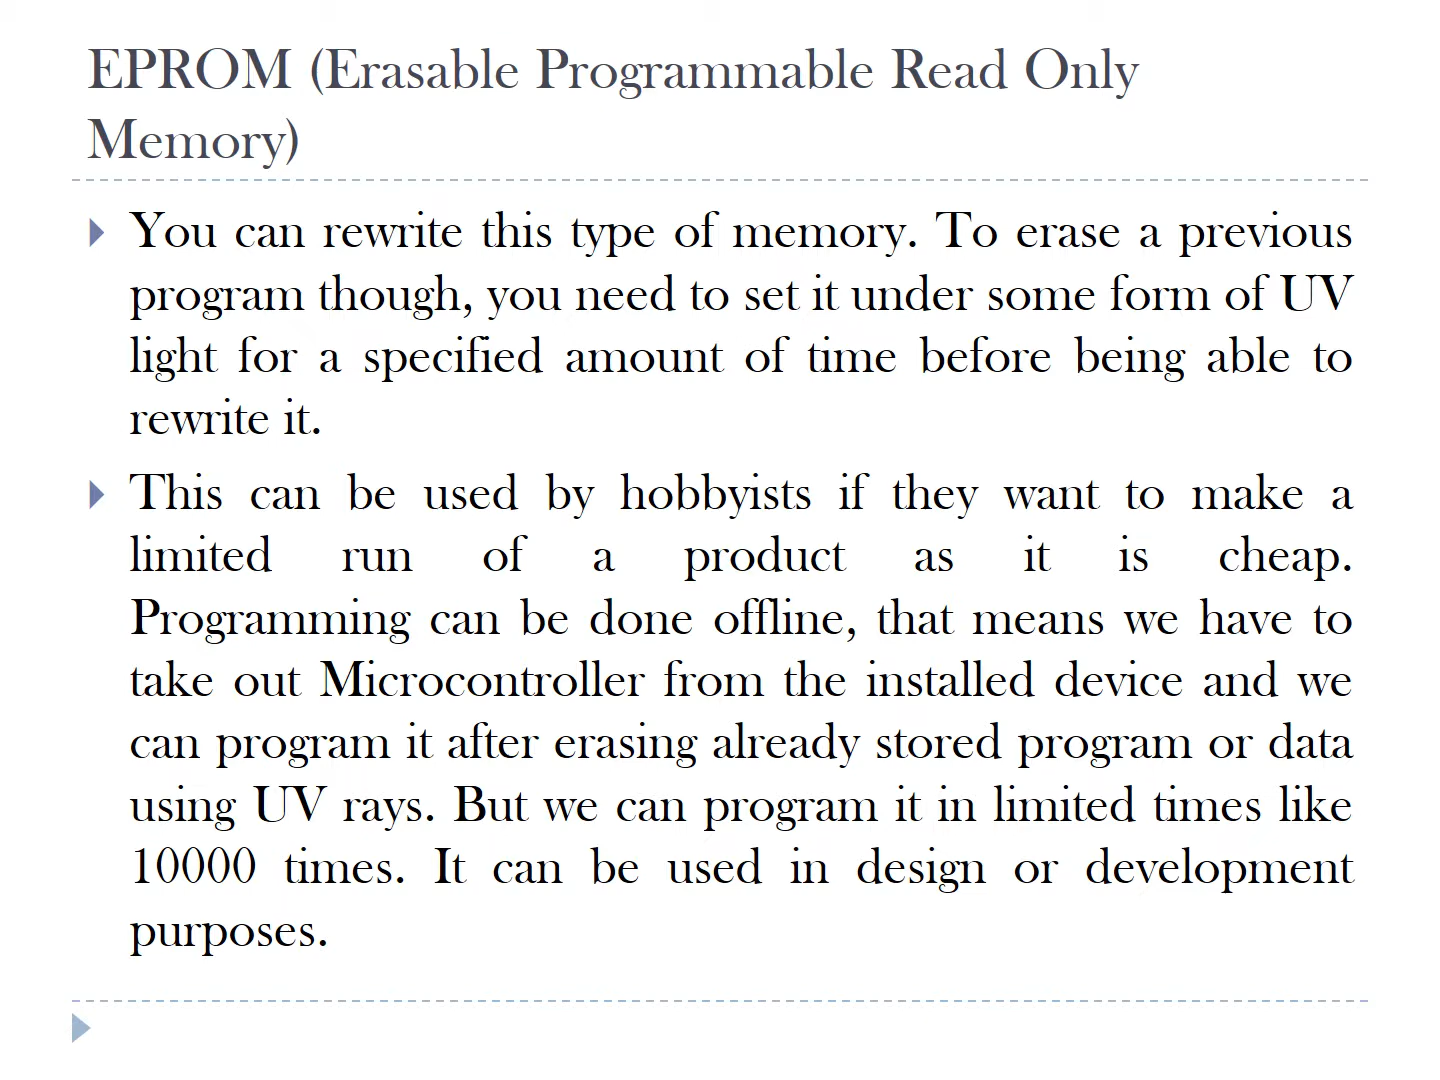 EPROM (Erasable Programmable Read Only
Memory)
You can rewrite this type of memory. To erase a previous
program though, you need to set it under some form of UV
light for a specified amount of time before being able to
rewrite it.
This can be used by hobbyists if they want to make a
limited run of a product as it is cheap.
Programming can be done offline, that means we have to
take out Microcontroller from the installed device and we
can program it after erasing already stored program or data
using UV rays. But we can program it in limited times like
10000 times. It can be used in design or development
purposes.